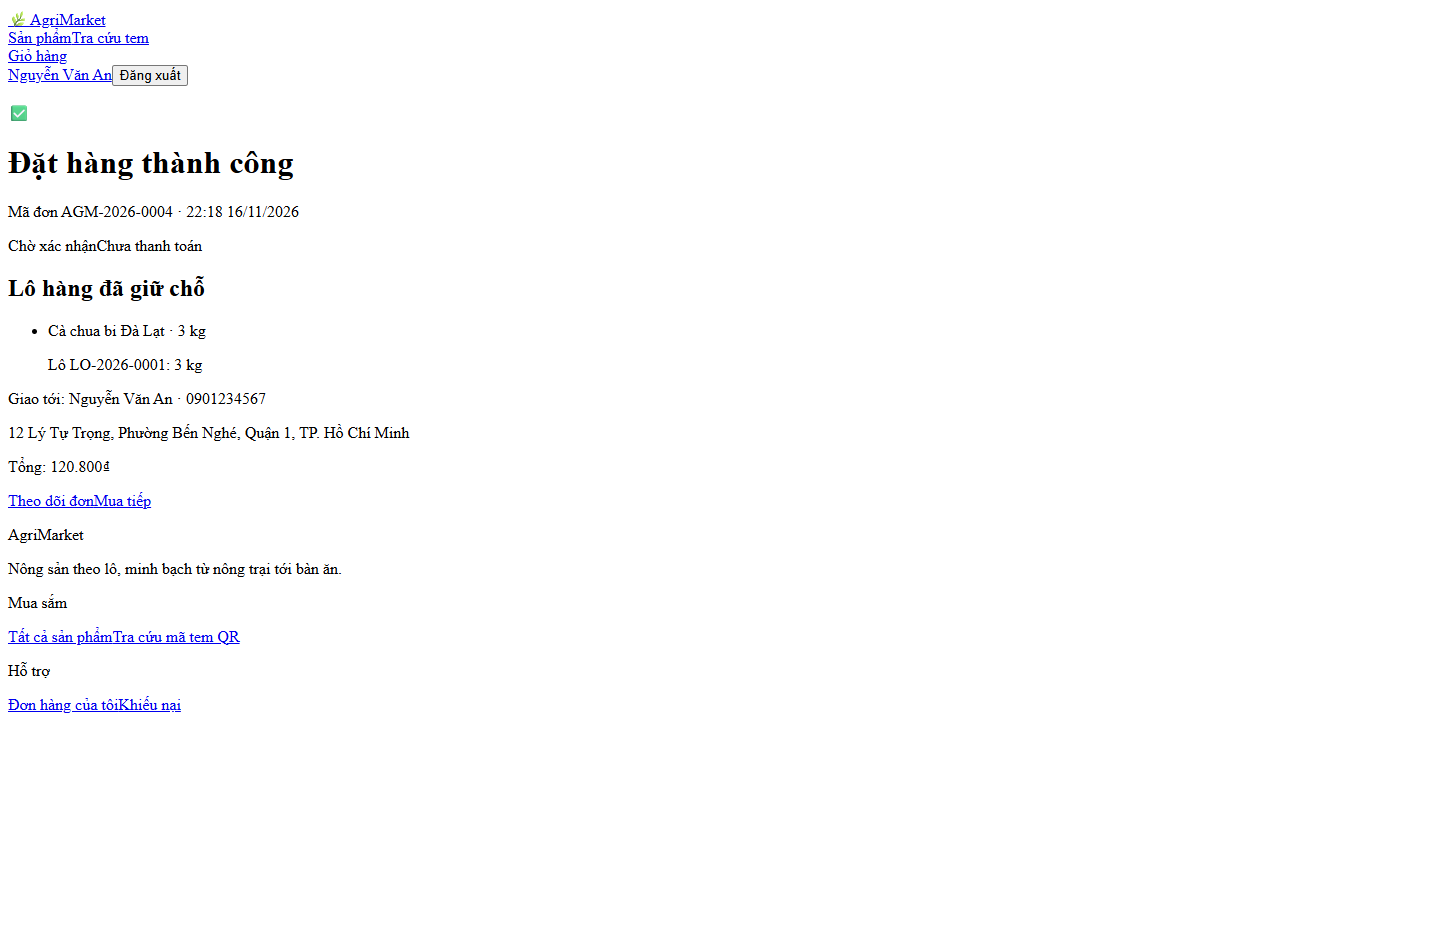 AgriMarket
Sản phẩmTra cứu tem
Giỏ hàng
Nguyễn Văn AnĐăng xuất
Đặt hàng thành công
Mã đơn AGM-2026-0004 · 22:18 16/11/2026
Chờ xác nhậnChưa thanh toán
Lô hàng đã giữ chỗ
Cà chua bi Đà Lạt · 3 kg
Lô LO-2026-0001: 3 kg
Giao tới: Nguyễn Văn An · 0901234567
12 Lý Tự Trọng, Phường Bến Nghé, Quận 1, TP. Hồ Chí Minh
Tổng: 120.800₫
Theo dõi đơnMua tiếp
AgriMarket
Nông sản theo lô, minh bạch từ nông trại tới bàn ăn.
Mua sắm
Tất cả sản phẩmTra cứu mã tem QR
Hỗ trợ
Đơn hàng của tôiKhiếu nại